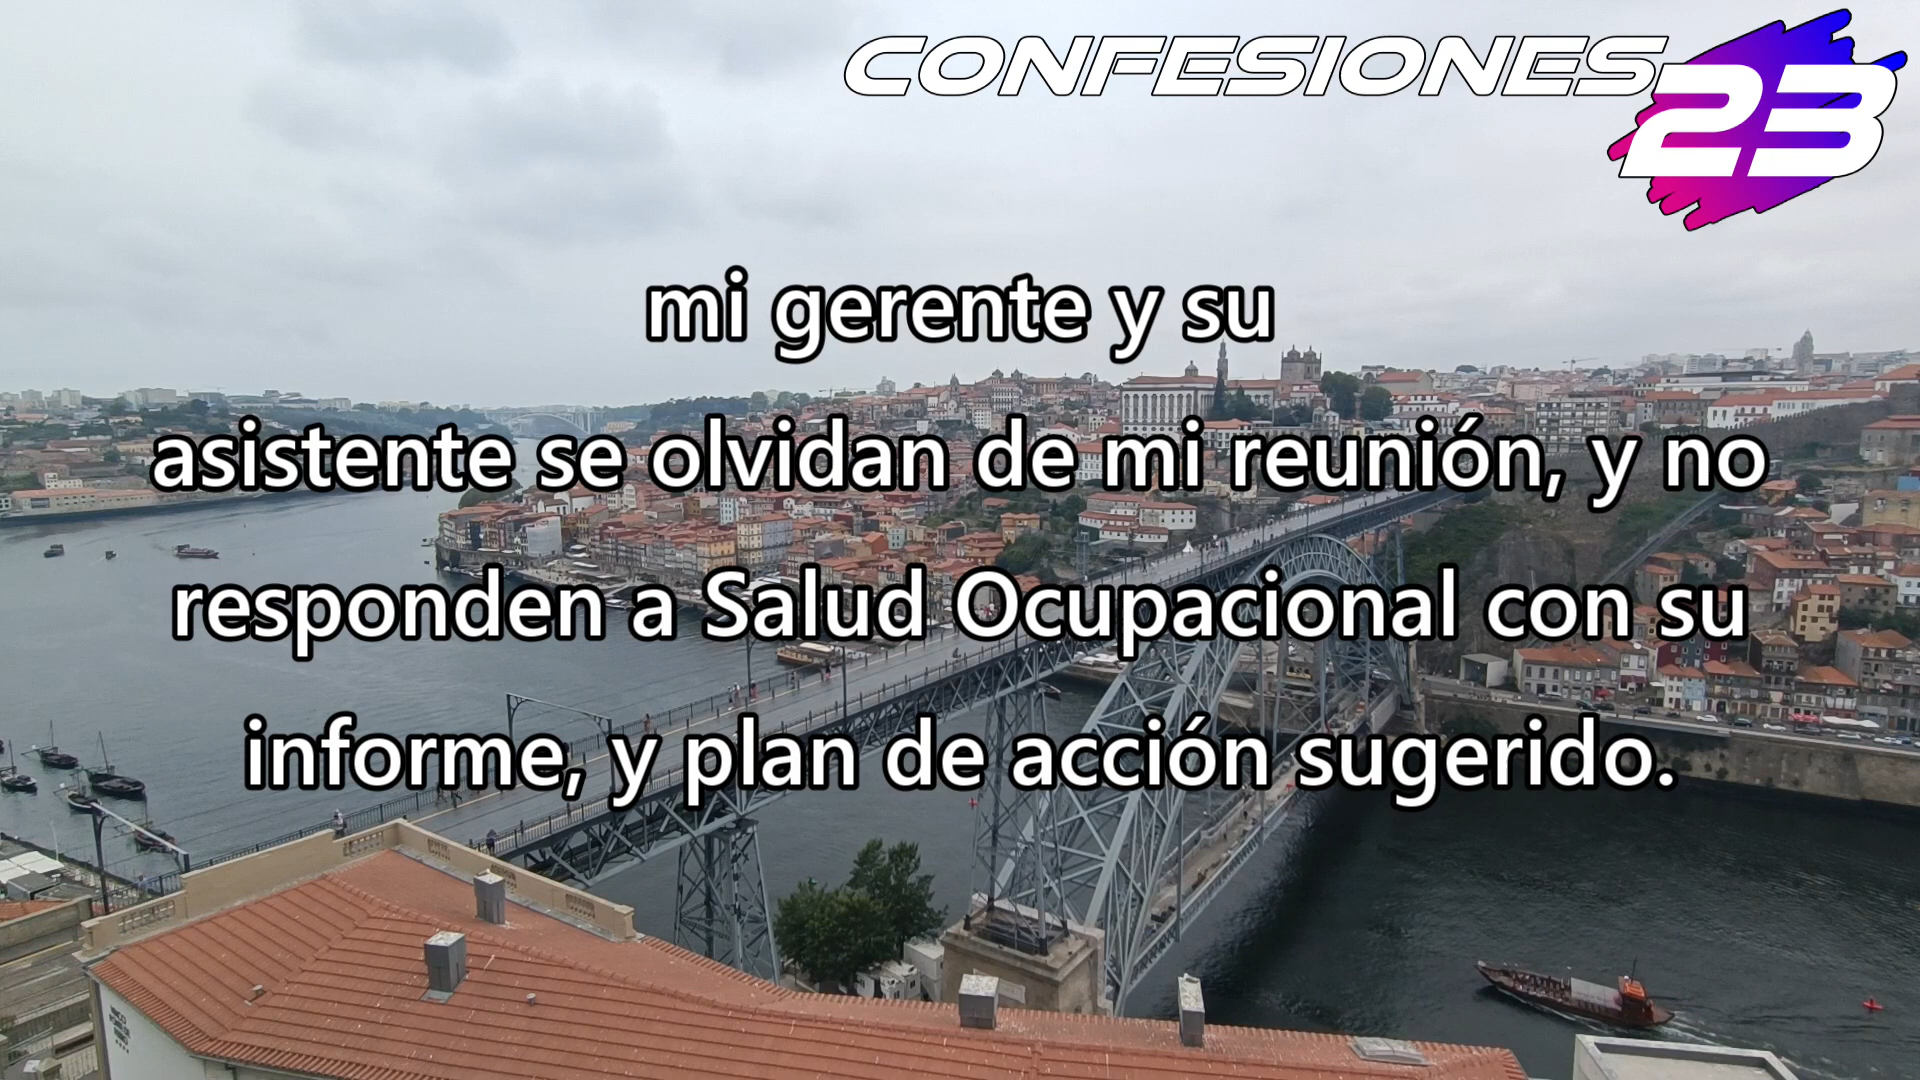 CONFESIONES
23
mi gerente y su
asistente se olvidan de mi reunión, y no
responden a Salud Ocupacional con su
informe, y plan de acción sugerido.